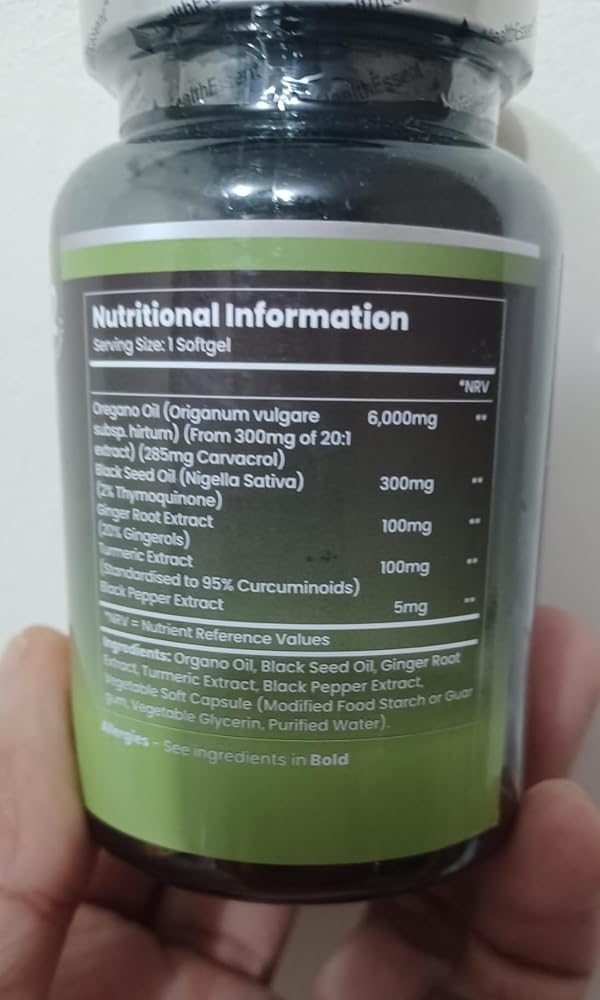 HealthEssent
Nutritional Information
Serving Size: 1 Softgel
*NRV
Oregano Oil (Origanum vulgare 6,000mg **
subsp. hirtum) (From 300mg of 20:1
extract) (285mg Carvacrol)
Black Seed Oil (Nigella Sativa) 300mg **
(2% Thymoquinone)
Ginger Root Extract 100mg **
(20% Gingerols)
Turmeric Extract 100mg **
(Standardised to 95% Curcuminoids)
Black Pepper Extract 5mg **
*NRV = Nutrient Reference Values
Ingredients: Organo Oil, Black Seed Oil, Ginger Root
Extract, Turmeric Extract, Black Pepper Extract,
Vegetable Soft Capsule (Modified Food Starch or Guar
gum, Vegetable Glycerin, Purified Water).
Allergies - See ingredients in Bold